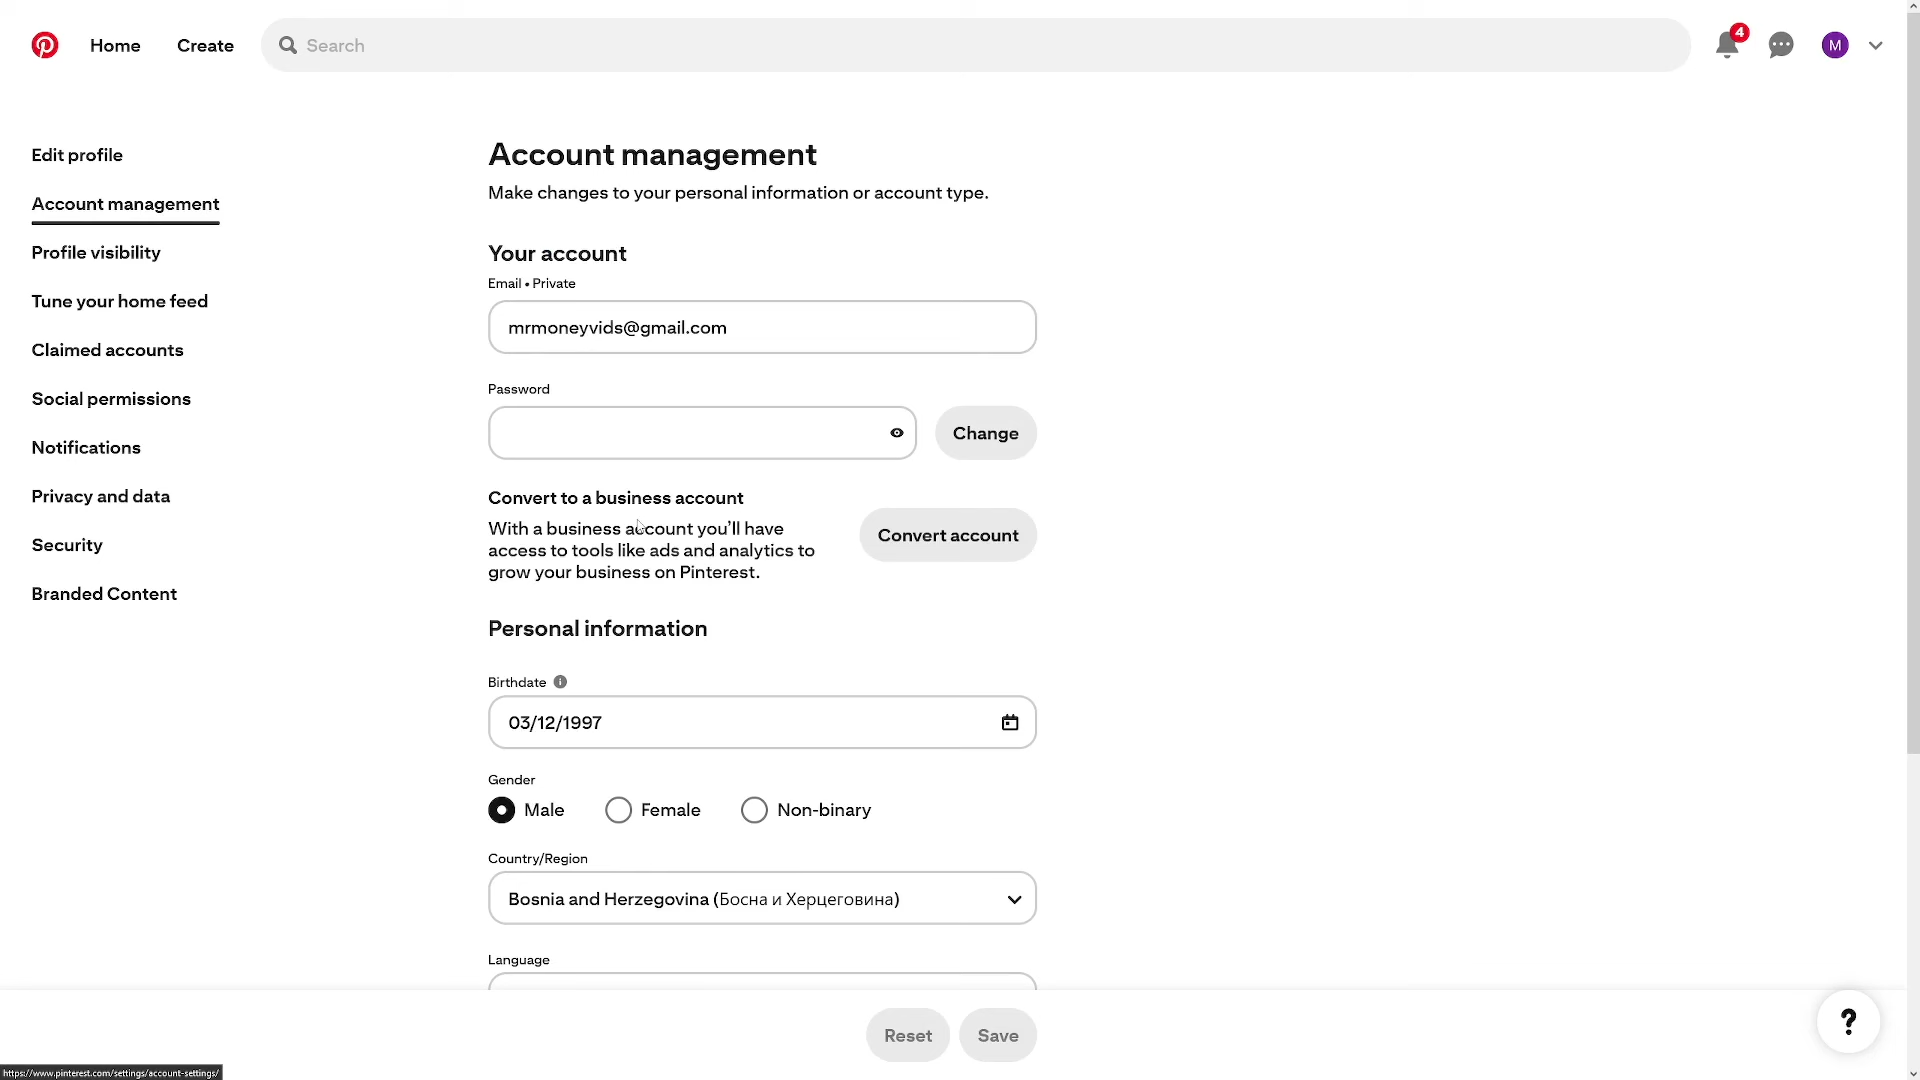 Home
Create
Search
4
M
Edit profile
Account management
Profile visibility
Tune your home feed
Claimed accounts
Social permissions
Notifications
Privacy and data
Security
Branded Content
Account management
Make changes to your personal information or account type.
Your account
Email • Private
mrmoneyvids@gmail.com
Password
Change
Convert to a business account
With a business account you’ll have
access to tools like ads and analytics to
grow your business on Pinterest.
Convert account
Personal information
Birthdate
03/12/1997
Gender
Male
Female
Non-binary
Country/Region
Bosnia and Herzegovina (Босна и Херцеговина)
Language
Reset
Save
?
https://www.pinterest.com/settings/account-settings/